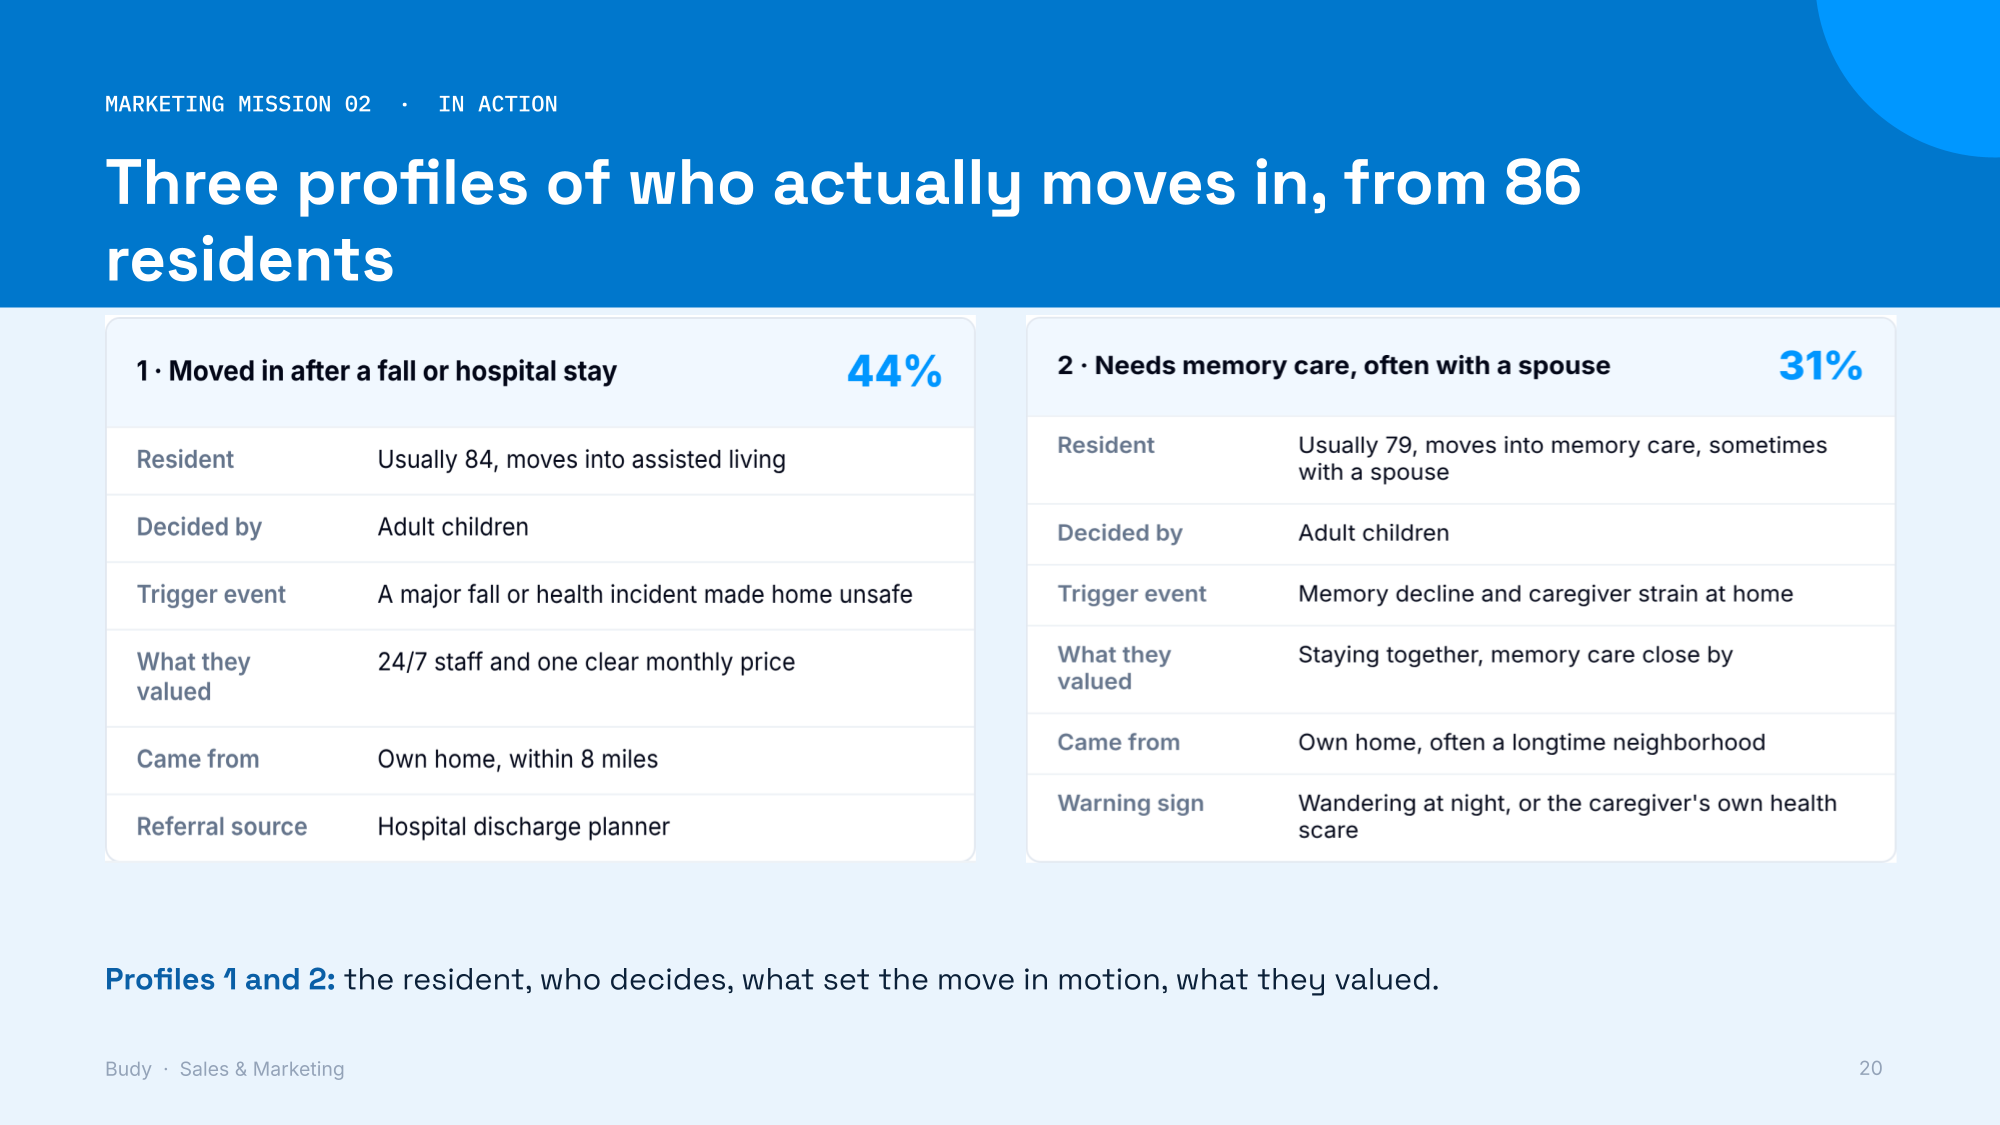 MARKETING MISSION 02 · IN ACTION
Three profiles of who actually moves in, from 86
residents
1 · Moved in after a fall or hospital stay 44%
Resident Usually 84, moves into assisted living
Decided by Adult children
Trigger event A major fall or health incident made home unsafe
What they 24/7 staff and one clear monthly price
valued
Came from Own home, within 8 miles
Referral source Hospital discharge planner
2 · Needs memory care, often with a spouse 31%
Resident Usually 79, moves into memory care, sometimes
with a spouse
Decided by Adult children
Trigger event Memory decline and caregiver strain at home
What they Staying together, memory care close by
valued
Came from Own home, often a longtime neighborhood
Warning sign Wandering at night, or the caregiver's own health
scare
Profiles 1 and 2: the resident, who decides, what set the move in motion, what they valued.
Budy · Sales & Marketing
20